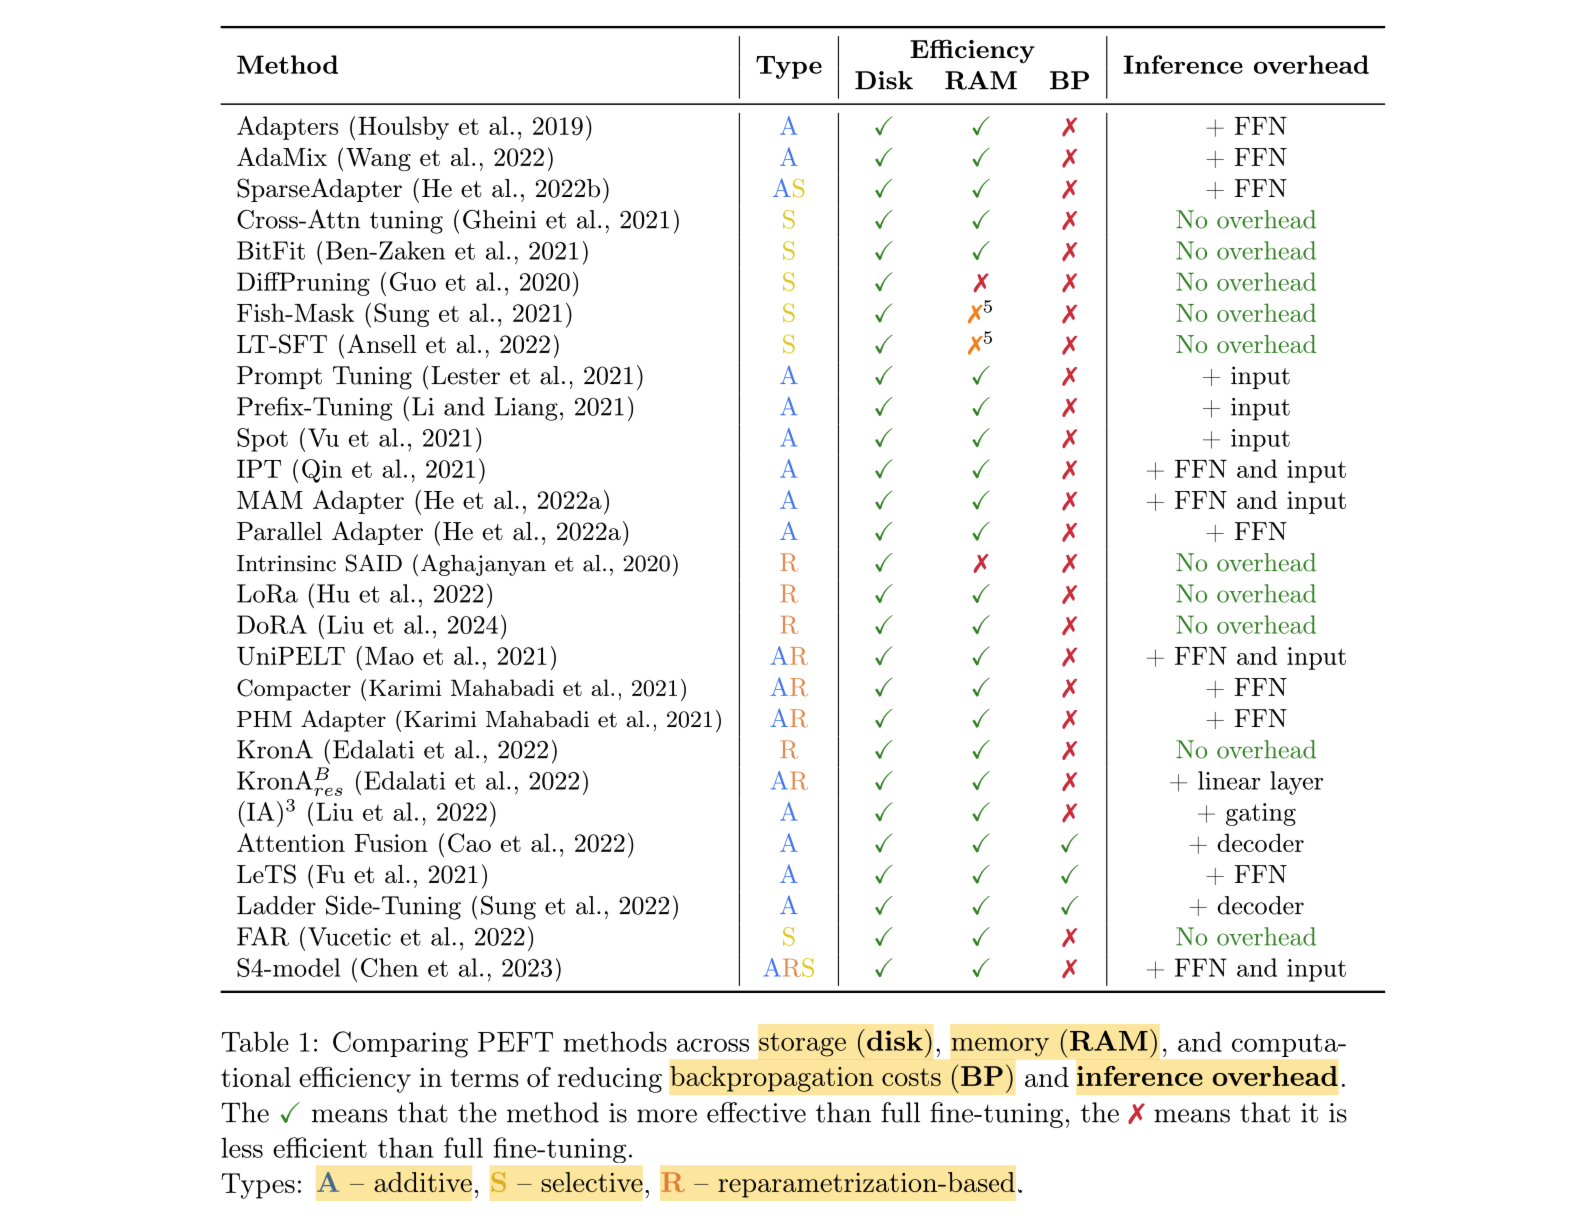 Method Type Efficiency Inference overhead
Disk RAM BP
Adapters (Houlsby et al., 2019) A ✓ ✓ ✗ + FFN
AdaMix (Wang et al., 2022) A ✓ ✓ ✗ + FFN
SparseAdapter (He et al., 2022b) AS ✓ ✓ ✗ + FFN
Cross-Attn tuning (Gheini et al., 2021) S ✓ ✓ ✗ No overhead
BitFit (Ben-Zaken et al., 2021) S ✓ ✓ ✗ No overhead
DiffPruning (Guo et al., 2020) S ✓ ✗ ✗ No overhead
Fish-Mask (Sung et al., 2021) S ✓ ✗⁵ ✗ No overhead
LT-SFT (Ansell et al., 2022) S ✓ ✗⁵ ✗ No overhead
Prompt Tuning (Lester et al., 2021) A ✓ ✓ ✗ + input
Prefix-Tuning (Li and Liang, 2021) A ✓ ✓ ✗ + input
Spot (Vu et al., 2021) A ✓ ✓ ✗ + input
IPT (Qin et al., 2021) A ✓ ✓ ✗ + FFN and input
MAM Adapter (He et al., 2022a) A ✓ ✓ ✗ + FFN and input
Parallel Adapter (He et al., 2022a) A ✓ ✓ ✗ + FFN
Intrinsinc SAID (Aghajanyan et al., 2020) R ✓ ✗ ✗ No overhead
LoRa (Hu et al., 2022) R ✓ ✓ ✗ No overhead
DoRA (Liu et al., 2024) R ✓ ✓ ✗ No overhead
UniPELT (Mao et al., 2021) AR ✓ ✓ ✗ + FFN and input
Compacter (Karimi Mahabadi et al., 2021) AR ✓ ✓ ✗ + FFN
PHM Adapter (Karimi Mahabadi et al., 2021) AR ✓ ✓ ✗ + FFN
KronA (Edalati et al., 2022) R ✓ ✓ ✗ No overhead
KronA^B_res (Edalati et al., 2022) AR ✓ ✓ ✗ + linear layer
(IA)³ (Liu et al., 2022) A ✓ ✓ ✗ + gating
Attention Fusion (Cao et al., 2022) A ✓ ✓ ✓ + decoder
LeTS (Fu et al., 2021) A ✓ ✓ ✓ + FFN
Ladder Side-Tuning (Sung et al., 2022) A ✓ ✓ ✓ + decoder
FAR (Vucetic et al., 2022) S ✓ ✓ ✗ No overhead
S4-model (Chen et al., 2023) ARS ✓ ✓ ✗ + FFN and input
Table 1: Comparing PEFT methods across storage (disk), memory (RAM), and computa-
tional efficiency in terms of reducing backpropagation costs (BP) and inference overhead.
The ✓ means that the method is more effective than full fine-tuning, the ✗ means that it is
less efficient than full fine-tuning.
Types: A – additive, S – selective, R – reparametrization-based.